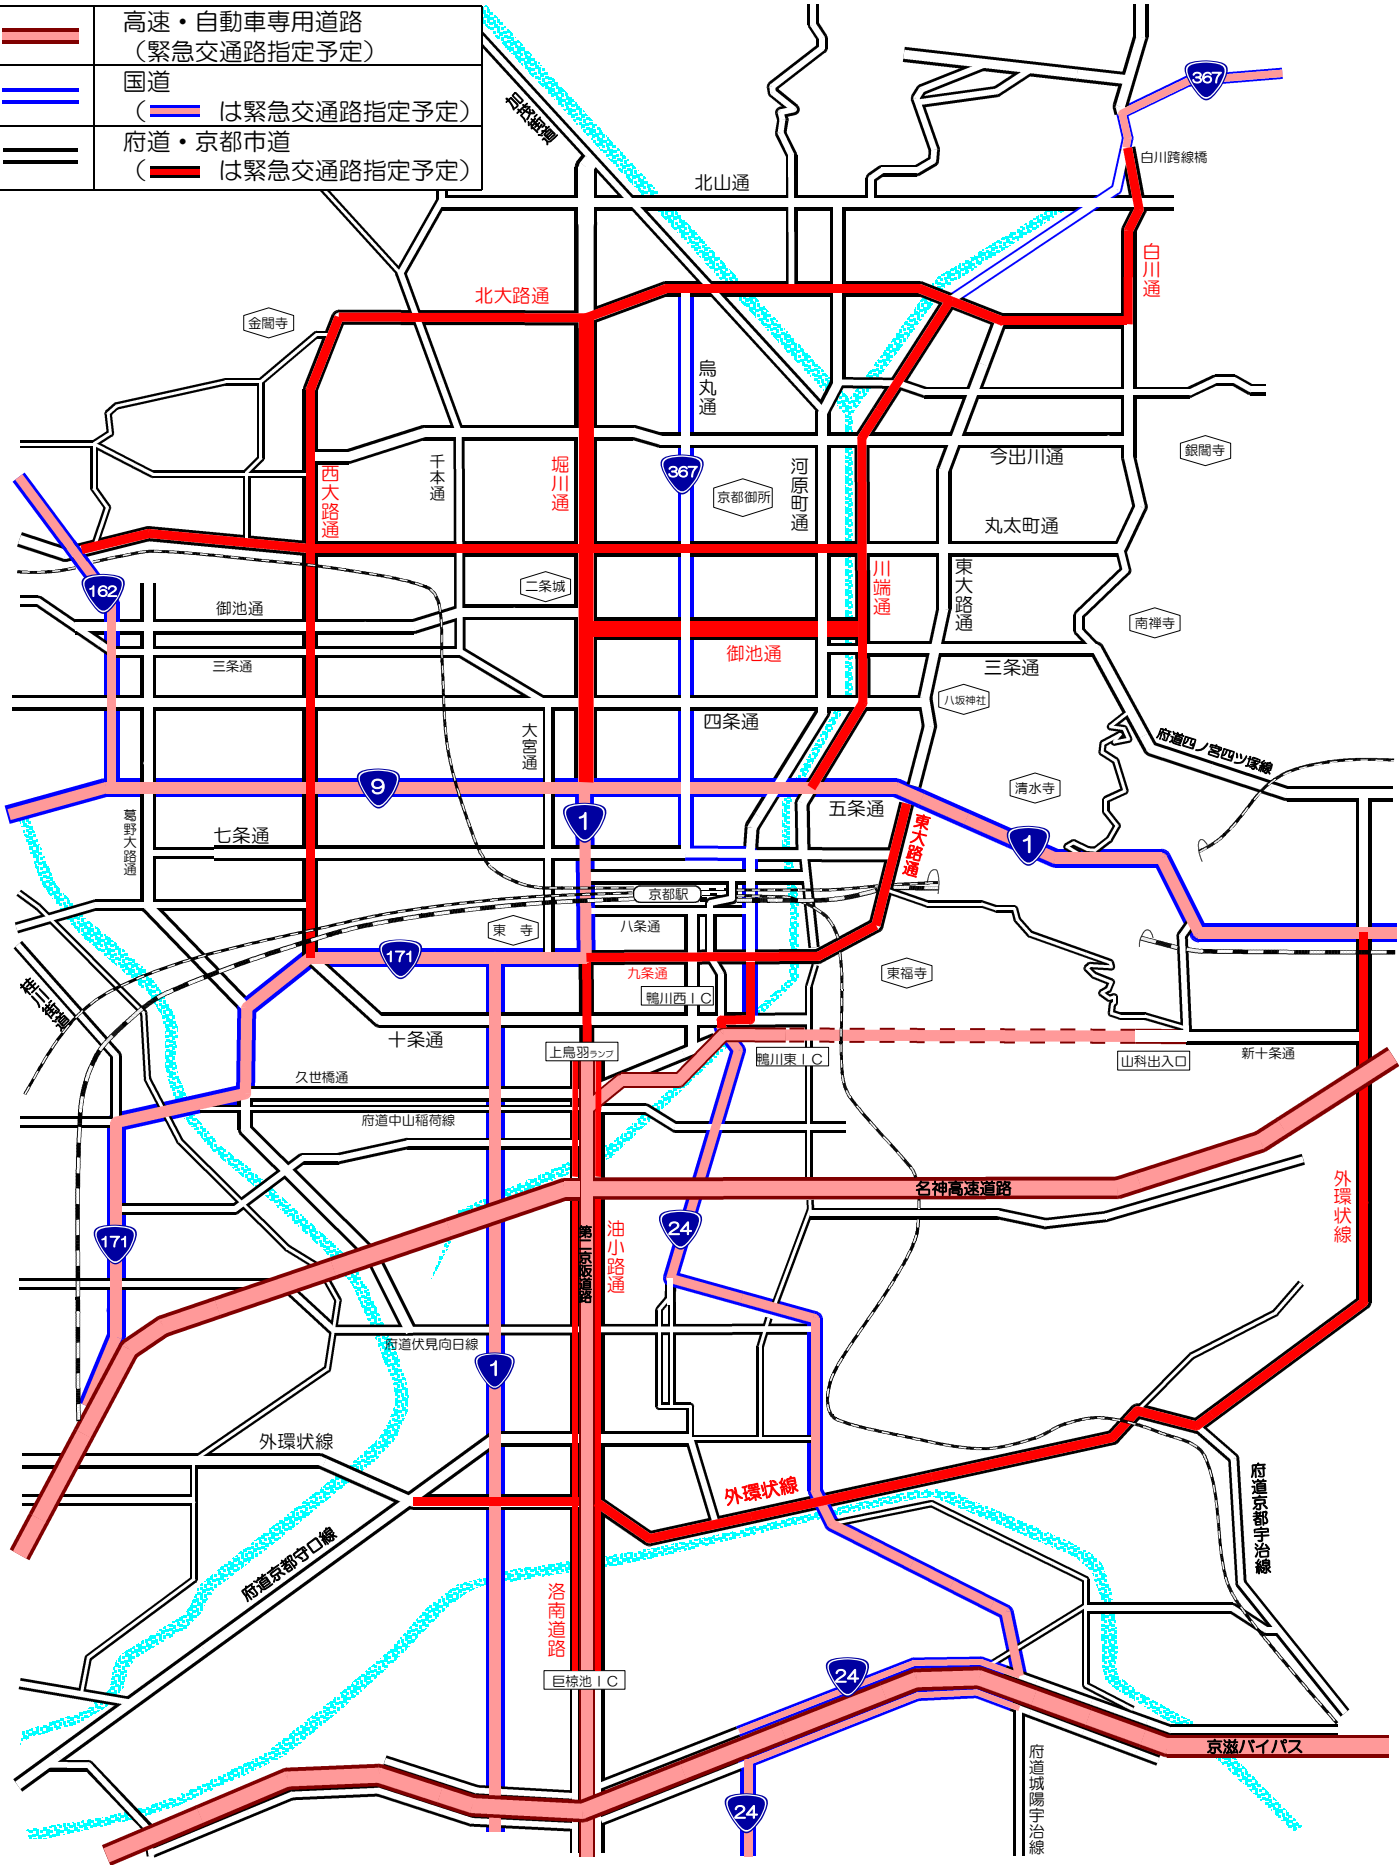 高速・自動車専用道路
（緊急交通路指定予定）
国道
（ は緊急交通路指定予定）
府道・京都市道
（ は緊急交通路指定予定）
加茂街道
367
白川跨線橋
北山通
白川通
北大路通
金閣寺
烏丸通
西大路通
千本通
堀川通
367
京都御所
河原町通
今出川通
銀閣寺
丸太町通
162
二条城
川端通
東大路通
御池通
南禅寺
三条通
御池通
三条通
八坂神社
四条通
大宮通
府道四ノ宮四ツ塚線
9
清水寺
葛野大路通
七条通
1
五条通
東大路通
1
京都駅
東　寺
八条通
171
九条通
東福寺
桂川街道
鴨川西ＩＣ
十条通
上鳥羽ランプ
鴨川東ＩＣ
山科出入口
新十条通
久世橋通
府道中山稲荷線
名神高速道路
外環状線
171
第二京阪道路
油小路通
24
府道伏見向日線
1
外環状線
外環状線
府道京都宇治線
府道京都守口線
洛南道路
巨椋池ＩＣ
24
京滋バイパス
府道城陽宇治線
24